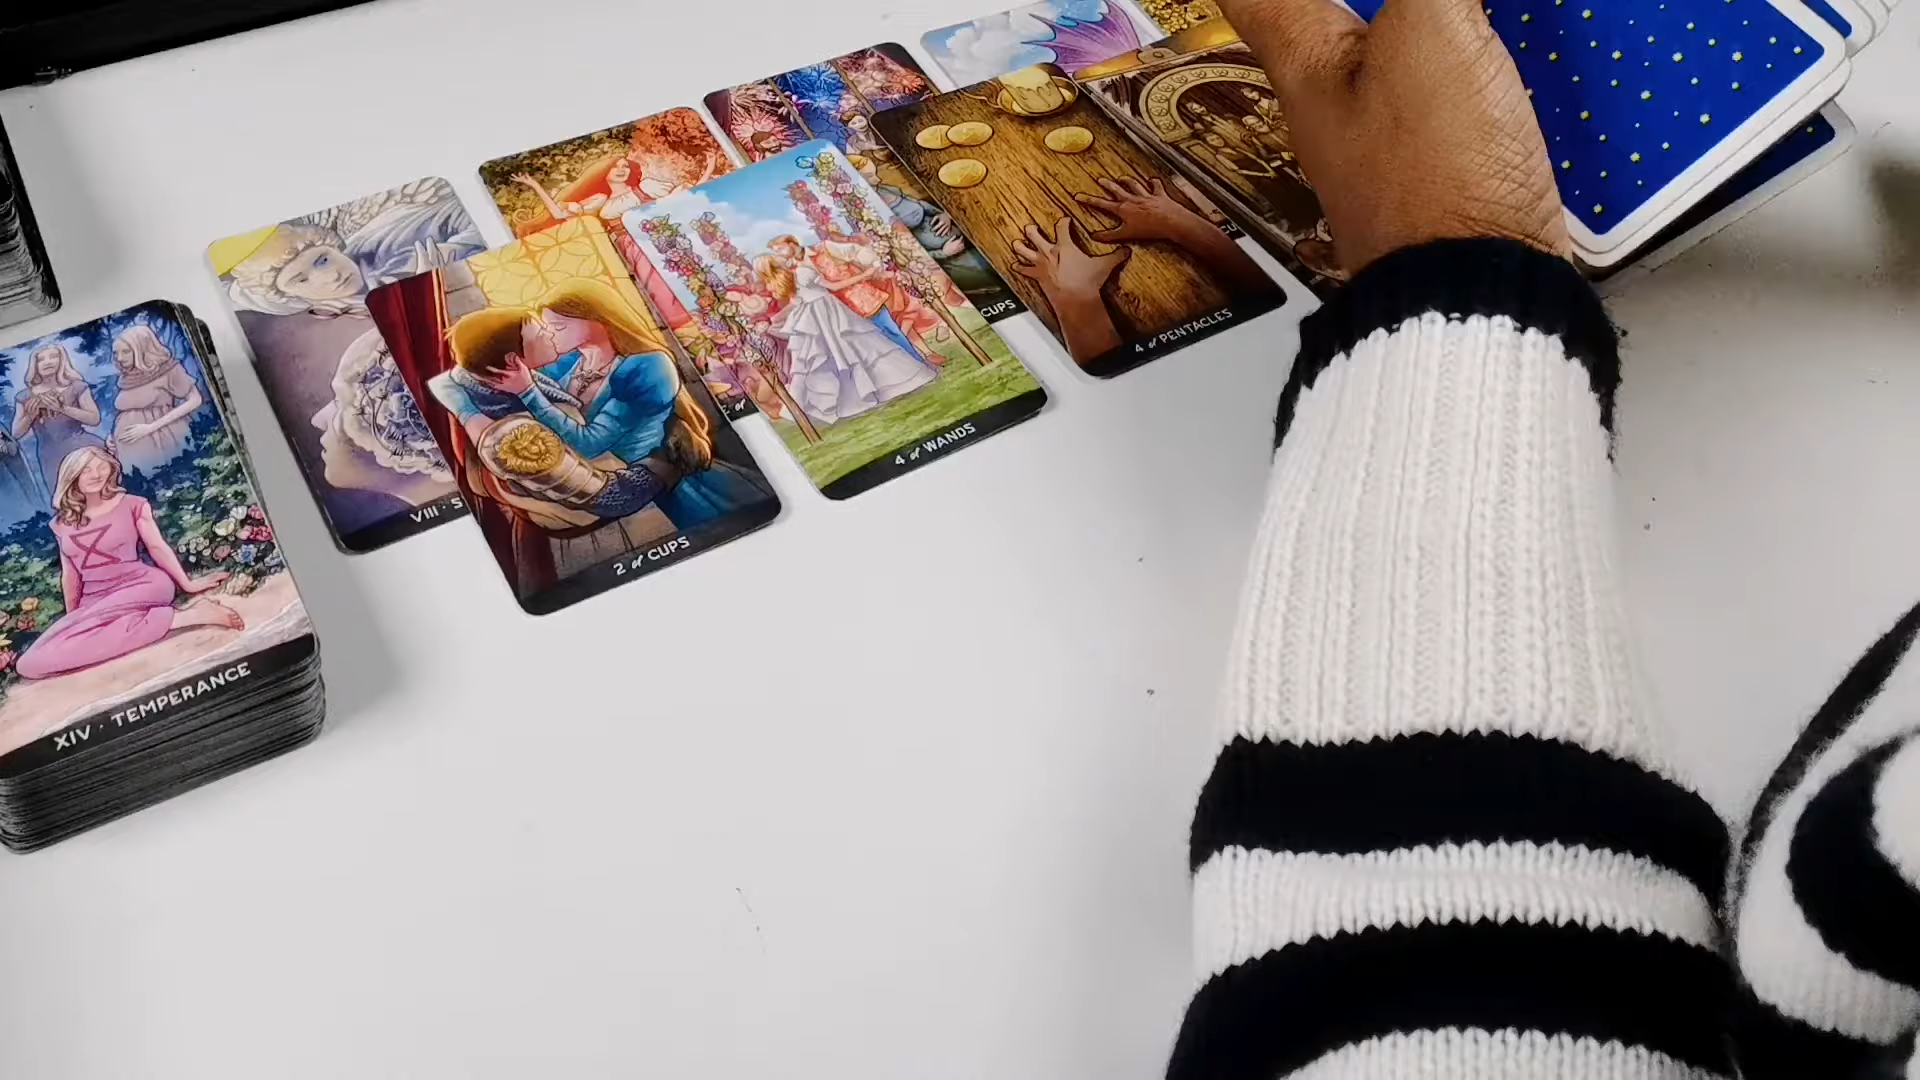 XIV · TEMPERANCE
VIII · S
2 of CUPS
4 of WANDS
CUPS
4 of PENTACLES